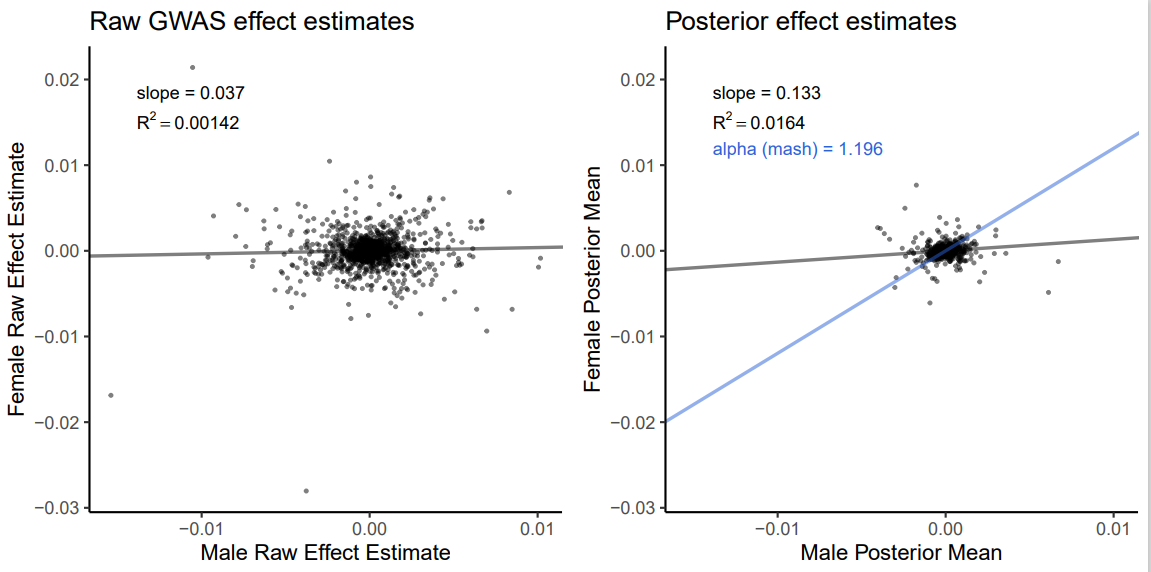 Raw GWAS effect estimates
slope = 0.037
R² = 0.00142
Female Raw Effect Estimate
0.02
0.01
0.00
−0.01
−0.02
−0.03
−0.01
0.00
0.01
Male Raw Effect Estimate
Posterior effect estimates
slope = 0.133
R² = 0.0164
alpha (mash) = 1.196
Female Posterior Mean
0.02
0.01
0.00
−0.01
−0.02
−0.03
−0.01
0.00
0.01
Male Posterior Mean